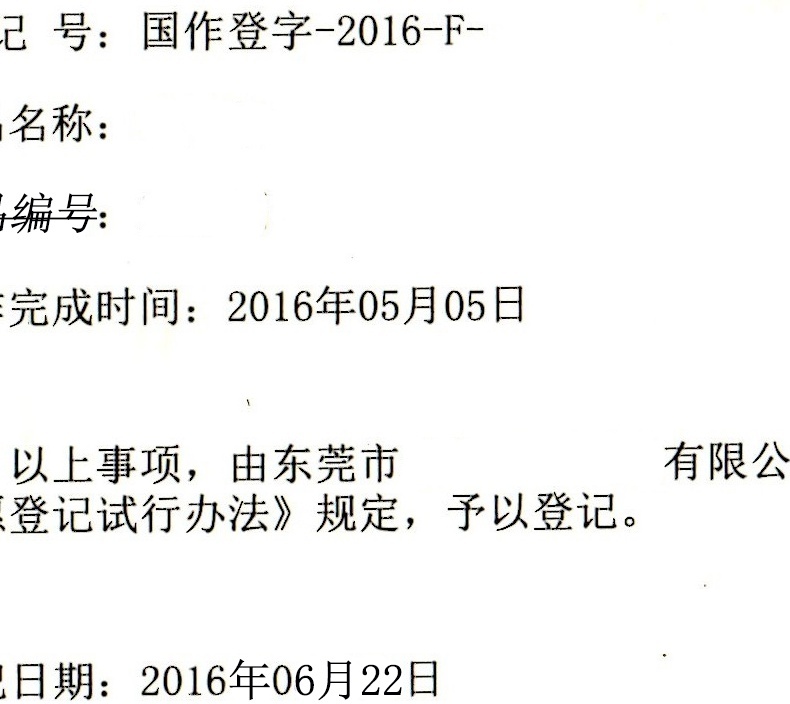 记 号：国作登字-2016-F-
名称：
编号：
完成时间：2016年05月05日
以上事项，由东莞市 有限公
登记试行办法》规定，予以登记。
日期：2016年06月22日